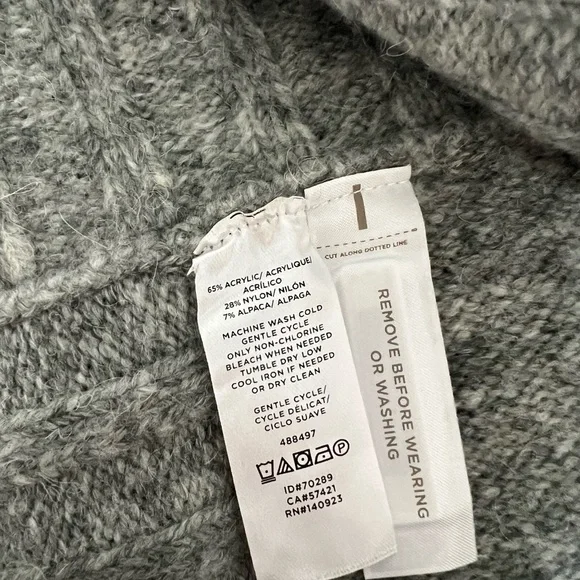 65% ACRYLIC/ ACRYLIQUE/
ACRÍLICO
28% NYLON/ NILÓN
7% ALPACA/ ALPAGA
MACHINE WASH COLD
GENTLE CYCLE
ONLY NON-CHLORINE
BLEACH WHEN NEEDED
TUMBLE DRY LOW
COOL IRON IF NEEDED
OR DRY CLEAN
GENTLE CYCLE/
CYCLE DÉLICAT/
CICLO SUAVE
488497
P
ID#70289
CA#57421
RN#140923
CUT ALONG DOTTED LINE
REMOVE BEFORE WEARING
OR WASHING